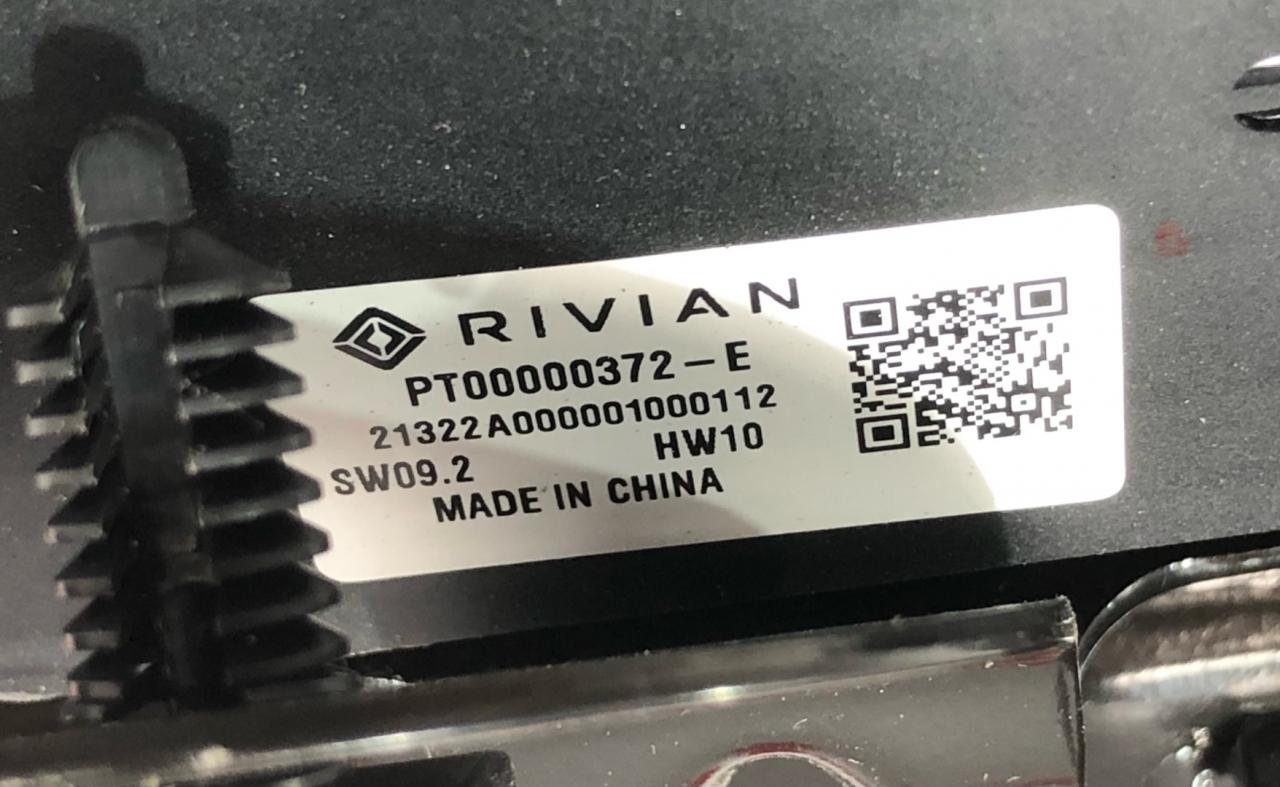 RIVIAN
PT00000372-E
21322A000001000112
HW10
SW09.2
MADE IN CHINA